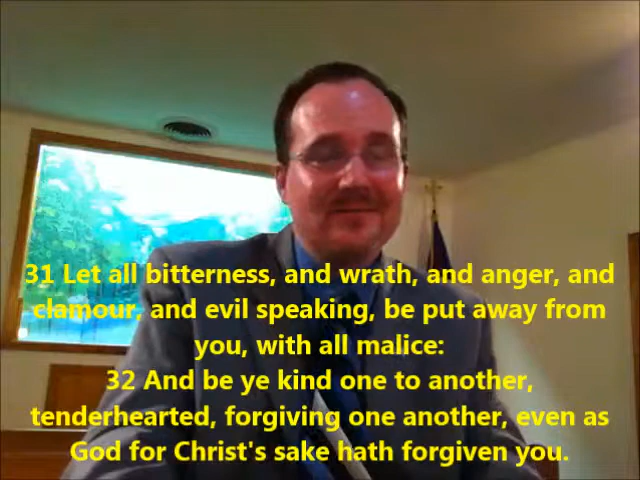 31 Let all bitterness, and wrath, and anger, and
clamour, and evil speaking, be put away from
you, with all malice:
32 And be ye kind one to another,
tenderhearted, forgiving one another, even as
God for Christ's sake hath forgiven you.